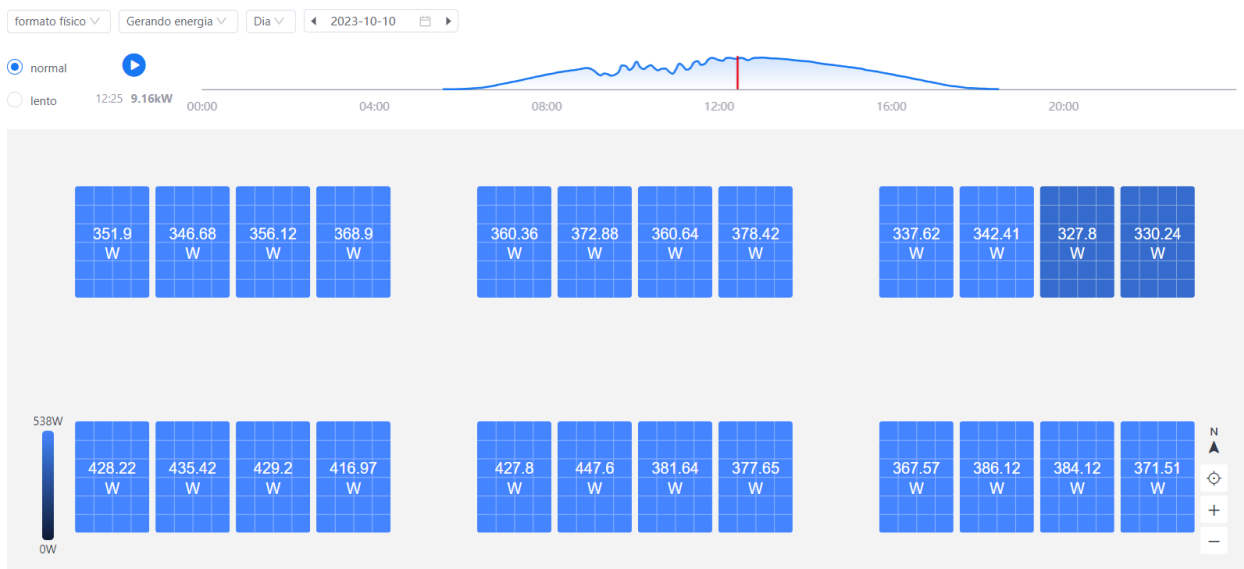 formato físico Gerando energia Dia 2023-10-10
normal
lento 12:25 9.16kW
00:00 04:00 08:00 12:00 16:00 20:00
351.9 346.68 356.12 368.9 360.36 372.88 360.64 378.42 337.62 342.41 327.8 330.24
W W W W W W W W W W W W
538W
N
428.22 435.42 429.2 416.97 427.8 447.6 381.64 377.65 367.57 386.12 384.12 371.51
W W W W W W W W W W W W
0W